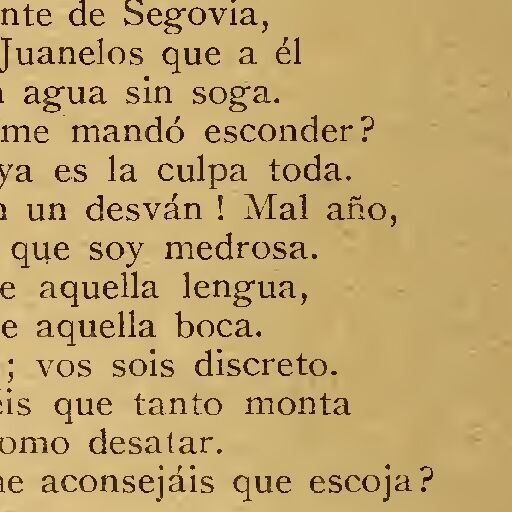 nte de Segovia,
Juanelos que a él
agua sin soga.
me mandó esconder?
ya es la culpa toda.
un desván! Mal año,
que soy medrosa.
e aquella lengua,
e aquella boca.
; vos sois discreto.
éis que tanto monta
omo desatar.
ne aconsejáis que escoja?